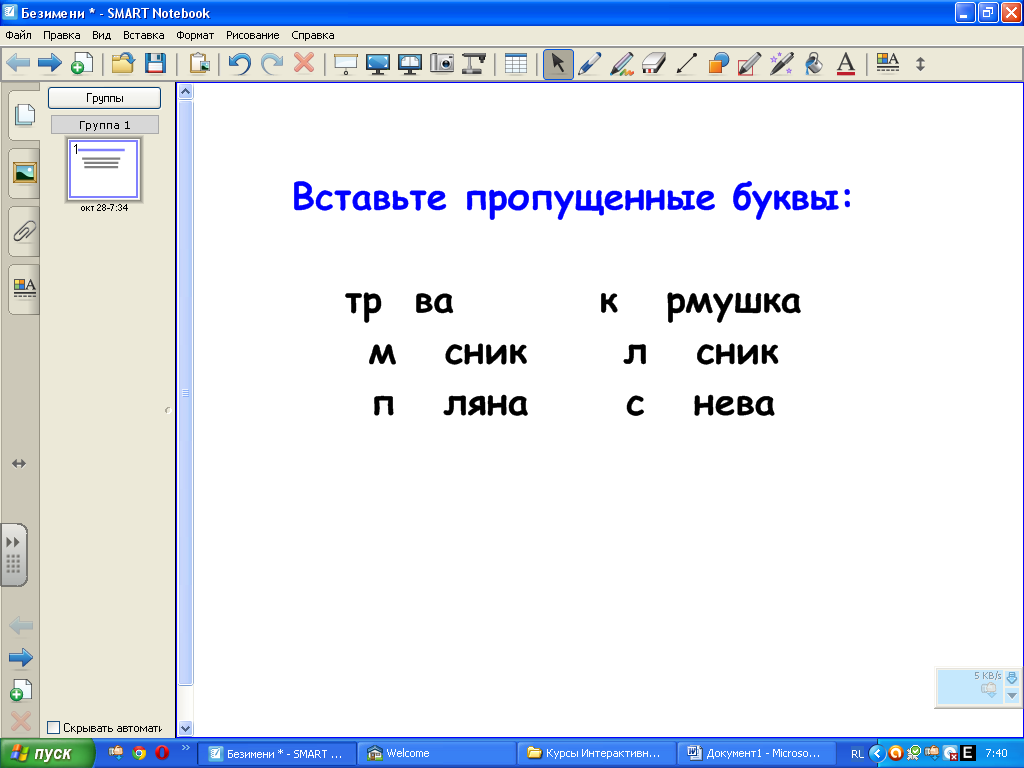 Безимени * - SMART Notebook
Файл Правка Вид Вставка Формат Рисование Справка
Группы
Группа 1
1
окт 28-7:34
Вставьте пропущенные буквы:
тр ва к рмушка
м сник л сник
п ляна с нева
5 KB/s
Скрывать автомати
пуск
Безимени * - SMART ...
Welcome
Курсы Интерактивн...
Документ1 - Microso...
RL
7:40